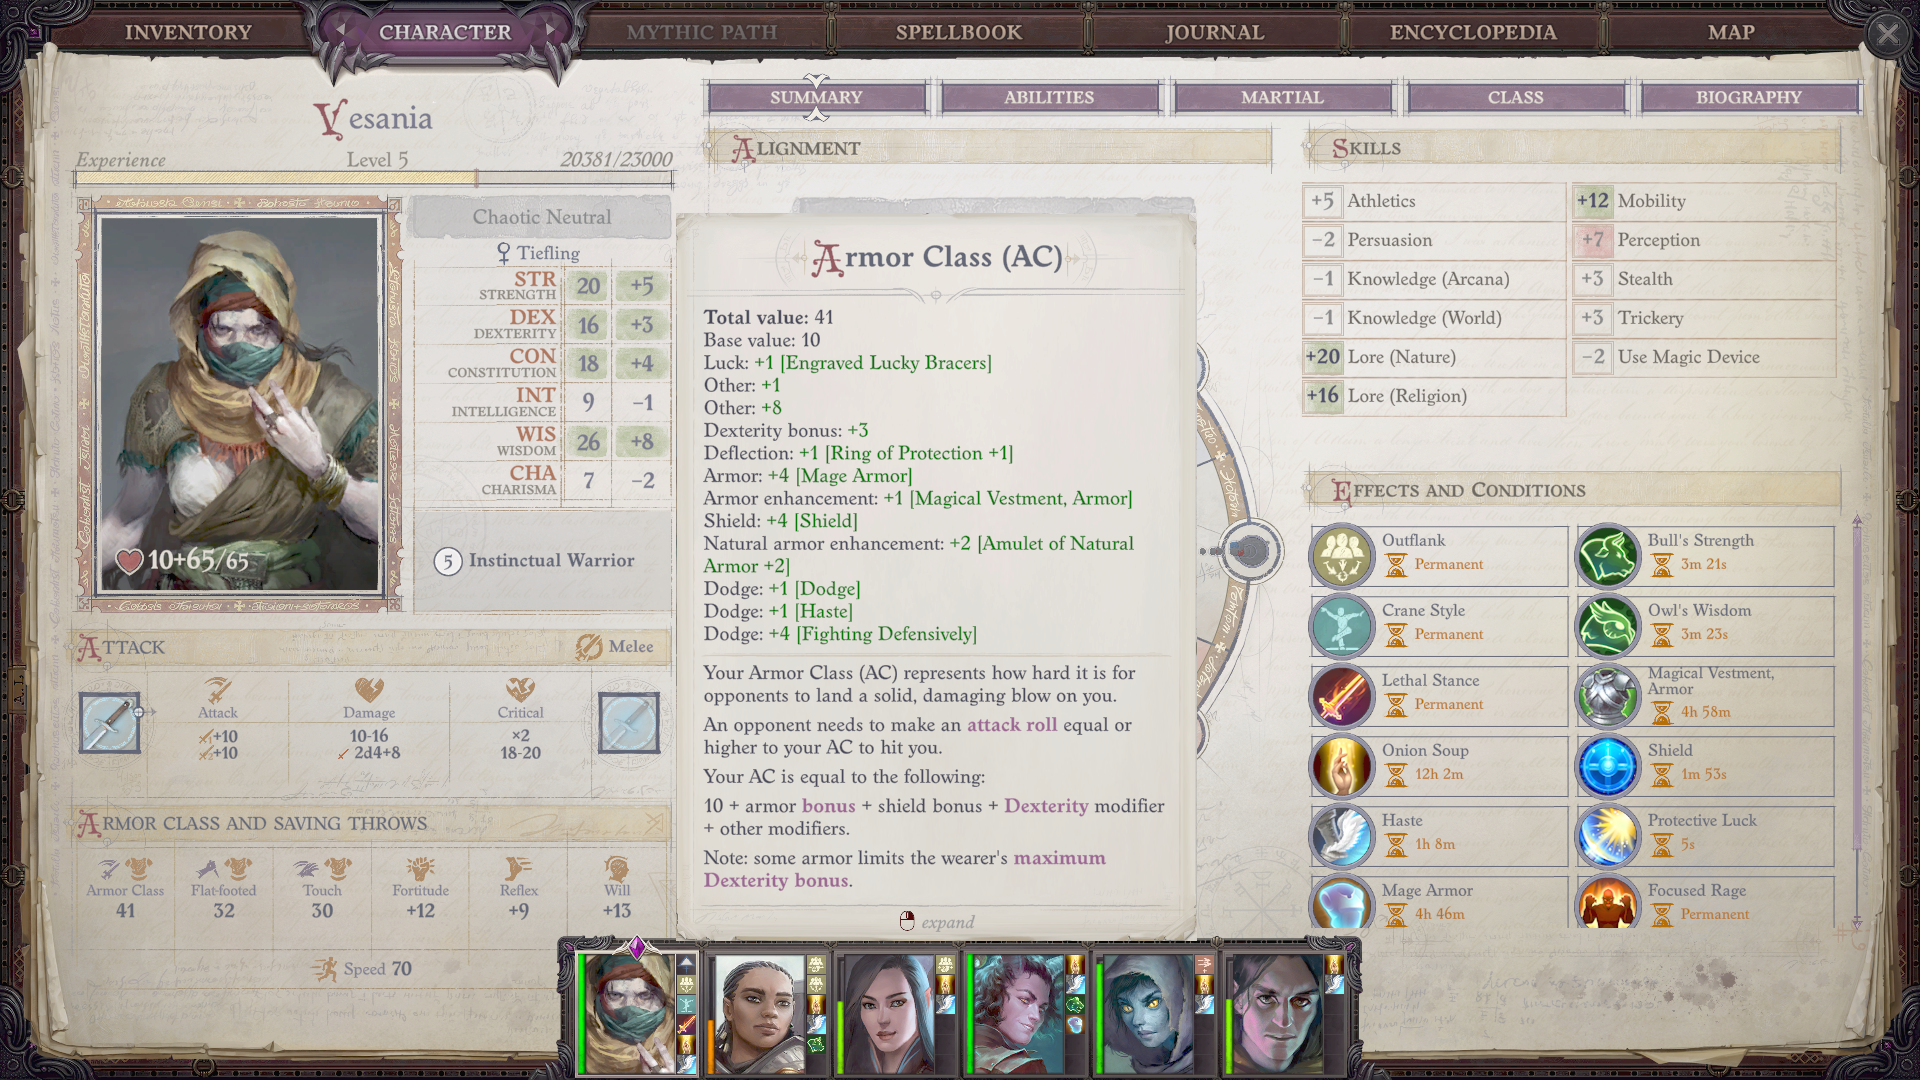 INVENTORY
CHARACTER
MYTHIC PATH
SPELLBOOK
JOURNAL
ENCYCLOPEDIA
MAP
Vesania
Experience
Level 5
20381/23000
SUMMARY
ABILITIES
MARTIAL
CLASS
BIOGRAPHY
ALIGNMENT
SKILLS
Chaotic Neutral
Tiefling
STR
STRENGTH
20 +5
DEX
DEXTERITY
16 +3
CON
CONSTITUTION
18 +4
INT
INTELLIGENCE
9 −1
WIS
WISDOM
26 +8
CHA
CHARISMA
7 −2
10+65/65
5 Instinctual Warrior
ATTACK
Melee
Attack
+10
+10
Damage
10-16
2d4+8
Critical
×2
18-20
ARMOR CLASS AND SAVING THROWS
Armor Class
41
Flat-footed
32
Touch
30
Fortitude
+12
Reflex
+9
Will
+13
Speed 70
Armor Class (AC)
Total value: 41
Base value: 10
Luck: +1 [Engraved Lucky Bracers]
Other: +1
Other: +8
Dexterity bonus: +3
Deflection: +1 [Ring of Protection +1]
Armor: +4 [Mage Armor]
Armor enhancement: +1 [Magical Vestment, Armor]
Shield: +4 [Shield]
Natural armor enhancement: +2 [Amulet of Natural
Armor +2]
Dodge: +1 [Dodge]
Dodge: +1 [Haste]
Dodge: +4 [Fighting Defensively]
Your Armor Class (AC) represents how hard it is for
opponents to land a solid, damaging blow on you.
An opponent needs to make an attack roll equal or
higher to your AC to hit you.
Your AC is equal to the following:
10 + armor bonus + shield bonus + Dexterity modifier
+ other modifiers.
Note: some armor limits the wearer's maximum
Dexterity bonus.
expand
+5 Athletics
−2 Persuasion
−1 Knowledge (Arcana)
−1 Knowledge (World)
+20 Lore (Nature)
+16 Lore (Religion)
+12 Mobility
+7 Perception
+3 Stealth
+3 Trickery
−2 Use Magic Device
EFFECTS AND CONDITIONS
Outflank
Permanent
Bull's Strength
3m 21s
Crane Style
Permanent
Owl's Wisdom
3m 23s
Lethal Stance
Permanent
Magical Vestment,
Armor
4h 58m
Onion Soup
12h 2m
Shield
1m 53s
Haste
1h 8m
Protective Luck
5s
Mage Armor
4h 46m
Focused Rage
Permanent